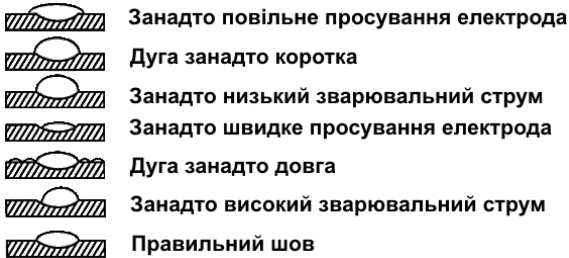 Занадто повільне просування електрода
Дуга занадто коротка
Занадто низький зварювальний струм
Занадто швидке просування електрода
Дуга занадто довга
Занадто високий зварювальний струм
Правильний шов